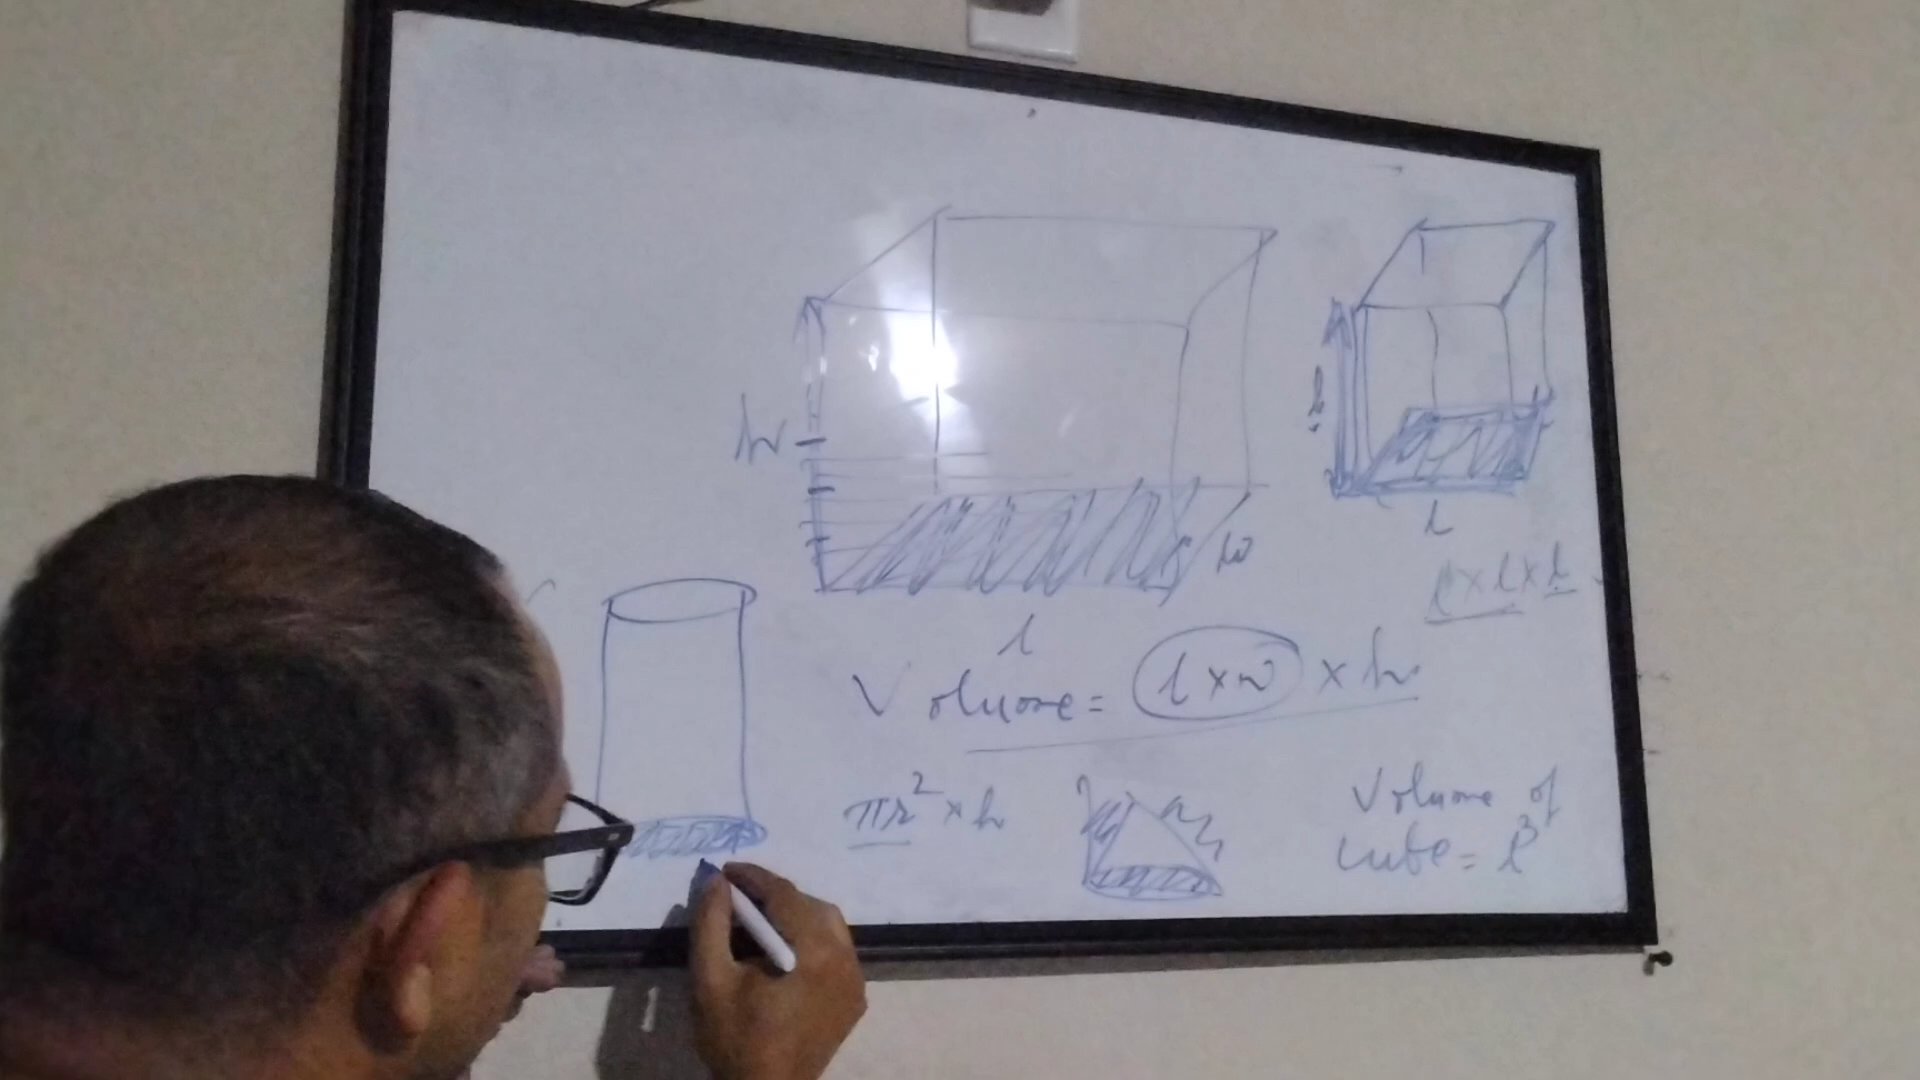 h
l
w
l
l
l × l × l
Volume = l × w × h
πr² × h
Volume of
cube = l³